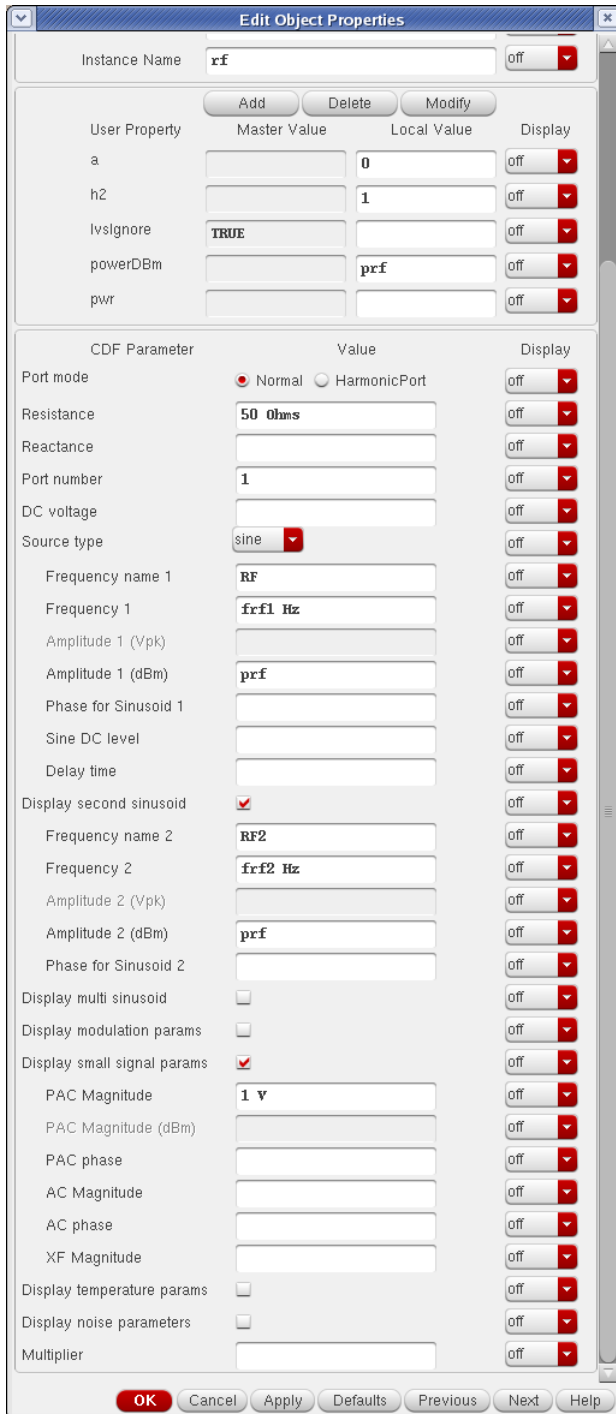 Edit Object Properties
Instance Name rf off
Add Delete Modify
User Property Master Value Local Value Display
a 0 off
h2 1 off
lvsIgnore TRUE off
powerDBm prf off
pwr off
CDF Parameter Value Display
Port mode Normal HarmonicPort off
Resistance 50 Ohms off
Reactance off
Port number 1 off
DC voltage off
Source type sine off
Frequency name 1 RF off
Frequency 1 frf1 Hz off
Amplitude 1 (Vpk) off
Amplitude 1 (dBm) prf off
Phase for Sinusoid 1 off
Sine DC level off
Delay time off
Display second sinusoid off
Frequency name 2 RF2 off
Frequency 2 frf2 Hz off
Amplitude 2 (Vpk) off
Amplitude 2 (dBm) prf off
Phase for Sinusoid 2 off
Display multi sinusoid off
Display modulation params off
Display small signal params off
PAC Magnitude 1 V off
PAC Magnitude (dBm) off
PAC phase off
AC Magnitude off
AC phase off
XF Magnitude off
Display temperature params off
Display noise parameters off
Multiplier off
OK Cancel Apply Defaults Previous Next Help